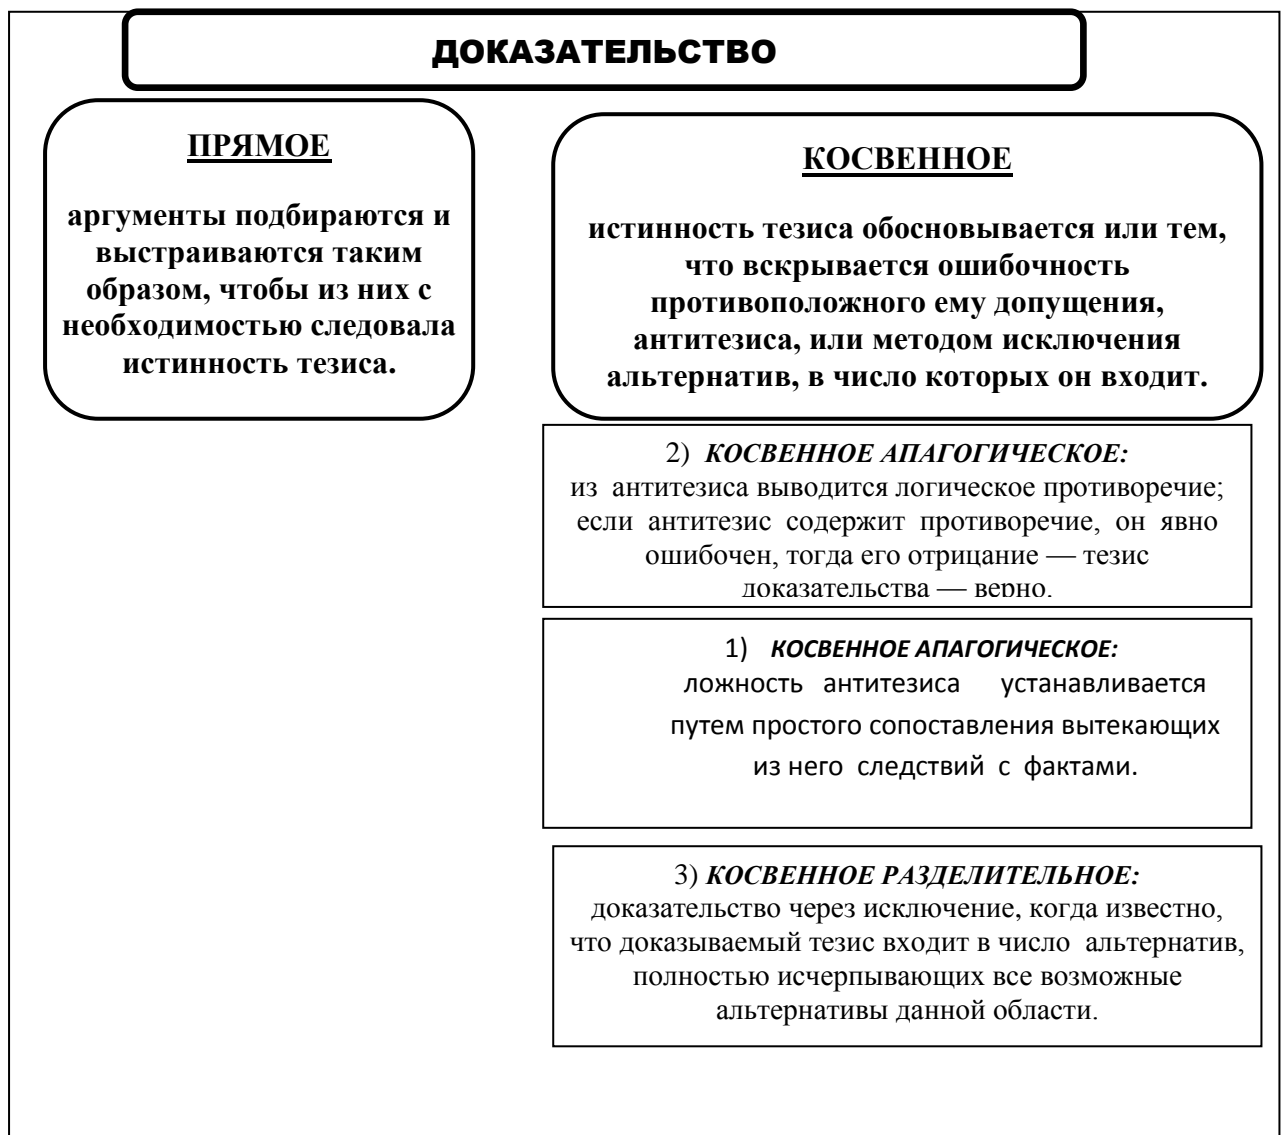 ДОКАЗАТЕЛЬСТВО
ПРЯМОЕ
аргументы подбираются и
выстраиваются таким
образом, чтобы из них с
необходимостью следовала
истинность тезиса.
КОСВЕННОЕ
истинность тезиса обосновывается или тем,
что вскрывается ошибочность
противоположного ему допущения,
антитезиса, или методом исключения
альтернатив, в число которых он входит.
2) КОСВЕННОЕ АПАГОГИЧЕСКОЕ:
из антитезиса выводится логическое противоречие;
если антитезис содержит противоречие, он явно
ошибочен, тогда его отрицание — тезис
доказательства — верно.
1) КОСВЕННОЕ АПАГОГИЧЕСКОЕ:
ложность антитезиса устанавливается
путем простого сопоставления вытекающих
из него следствий с фактами.
3) КОСВЕННОЕ РАЗДЕЛИТЕЛЬНОЕ:
доказательство через исключение, когда известно,
что доказываемый тезис входит в число альтернатив,
полностью исчерпывающих все возможные
альтернативы данной области.